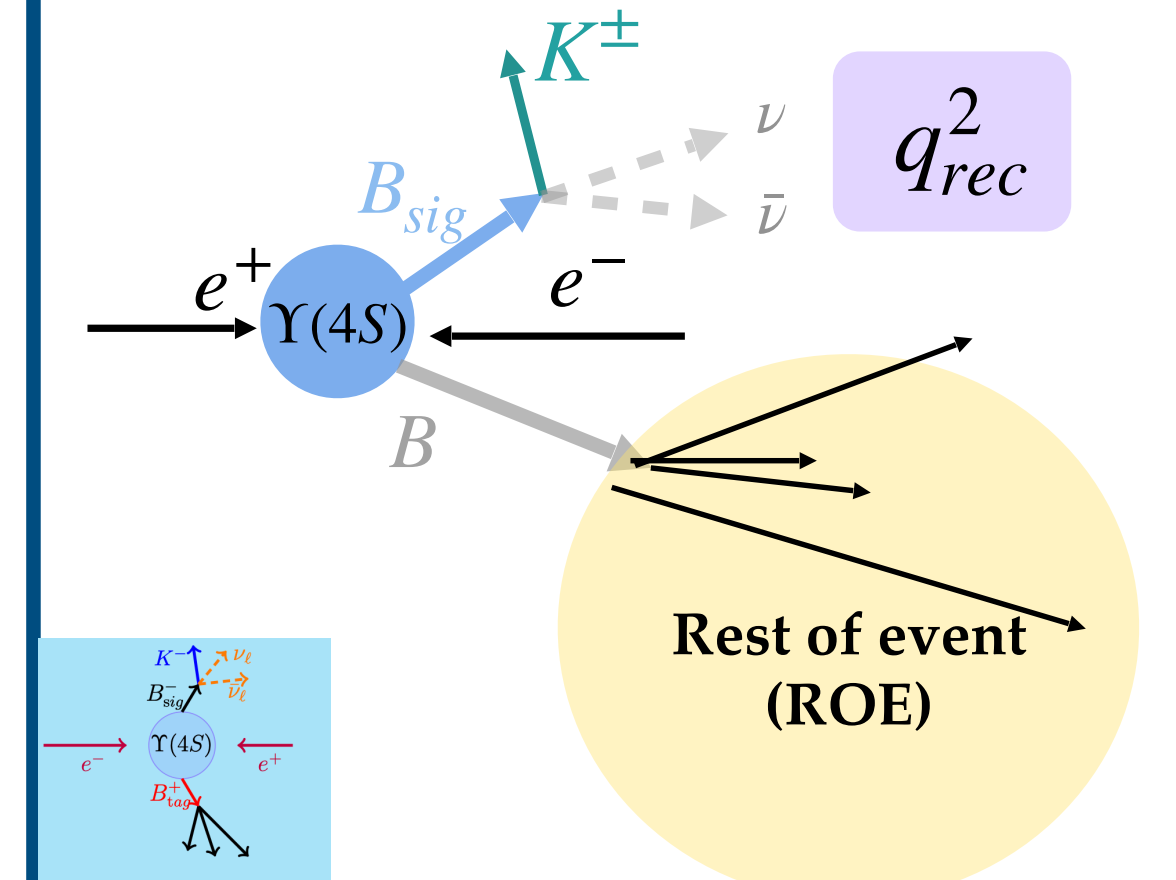 K±
ν
q²rec
Bsig
ν̄
e+
e−
Υ(4S)
B
Rest of event
(ROE)
K−
νℓ
ν̄ℓ
B−sig
Υ(4S)
e−
e+
B+tag